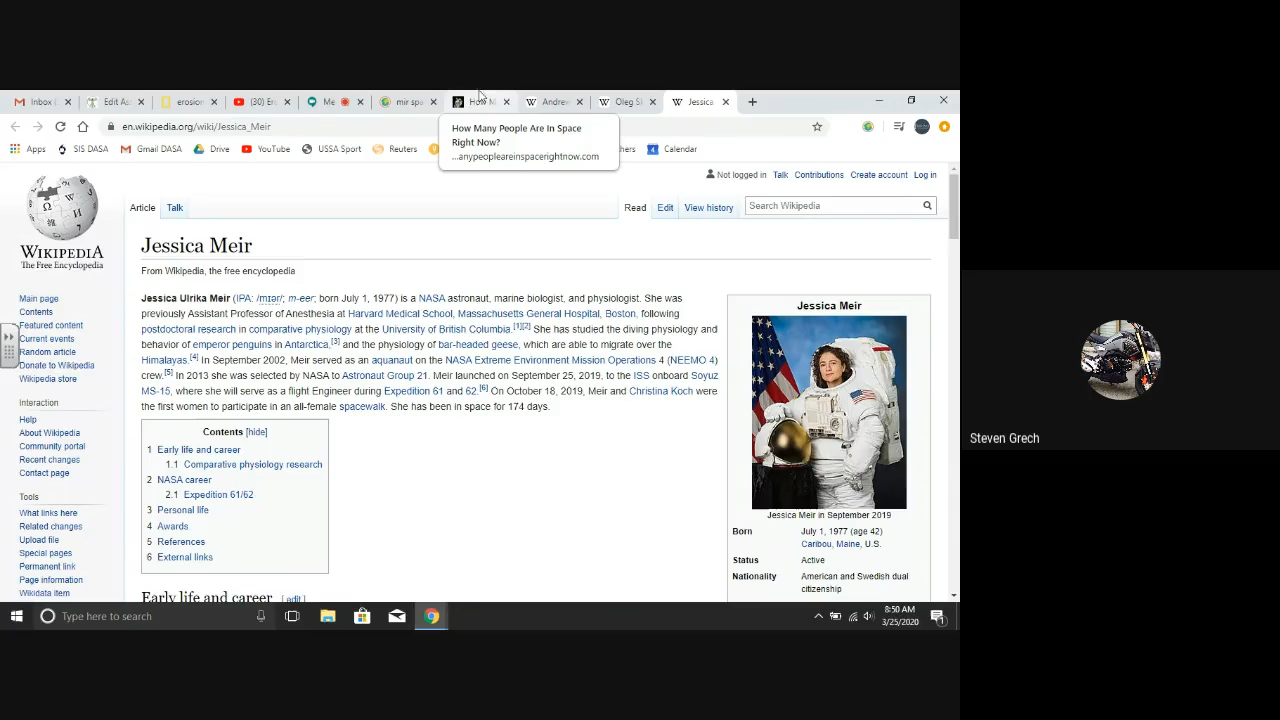 Inbox
Edit As
erosion
(30) Er
Me
mir spa
How M
Andrew
Oleg S
Jessica
en.wikipedia.org/wiki/Jessica_Meir
How Many People Are In Space
Right Now?
...anypeopleareinspacerightnow.com
Apps
SIS DASA
Gmail DASA
Drive
YouTube
USSA Sport
Reuters
hers
Calendar
Not logged in Talk Contributions Create account Log in
Article Talk
Read Edit View history
Search Wikipedia
WIKIPEDIA
The Free Encyclopedia
Main page
Contents
Featured content
Current events
Random article
Donate to Wikipedia
Wikipedia store
Interaction
Help
About Wikipedia
Community portal
Recent changes
Contact page
Tools
What links here
Related changes
Upload file
Special pages
Permanent link
Page information
Wikidata item
Jessica Meir
From Wikipedia, the free encyclopedia
Jessica Ulrika Meir (IPA: /mɪər/; m-eer; born July 1, 1977) is a NASA astronaut, marine biologist, and physiologist. She was
previously Assistant Professor of Anesthesia at Harvard Medical School, Massachusetts General Hospital, Boston, following
postdoctoral research in comparative physiology at the University of British Columbia.[1][2] She has studied the diving physiology and
behavior of emperor penguins in Antarctica,[3] and the physiology of bar-headed geese, which are able to migrate over the
Himalayas.[4] In September 2002, Meir served as an aquanaut on the NASA Extreme Environment Mission Operations 4 (NEEMO 4)
crew.[5] In 2013 she was selected by NASA to Astronaut Group 21. Meir launched on September 25, 2019, to the ISS onboard Soyuz
MS-15, where she will serve as a flight Engineer during Expedition 61 and 62.[6] On October 18, 2019, Meir and Christina Koch were
the first women to participate in an all-female spacewalk. She has been in space for 174 days.
Contents [hide]
1 Early life and career
1.1 Comparative physiology research
2 NASA career
2.1 Expedition 61/62
3 Personal life
4 Awards
5 References
6 External links
Early life and career [ edit ]
Jessica Meir
Jessica Meir in September 2019
Born July 1, 1977 (age 42)
Caribou, Maine, U.S.
Status Active
Nationality American and Swedish dual
citizenship
Type here to search
8:50 AM
3/25/2020
1
Steven Grech